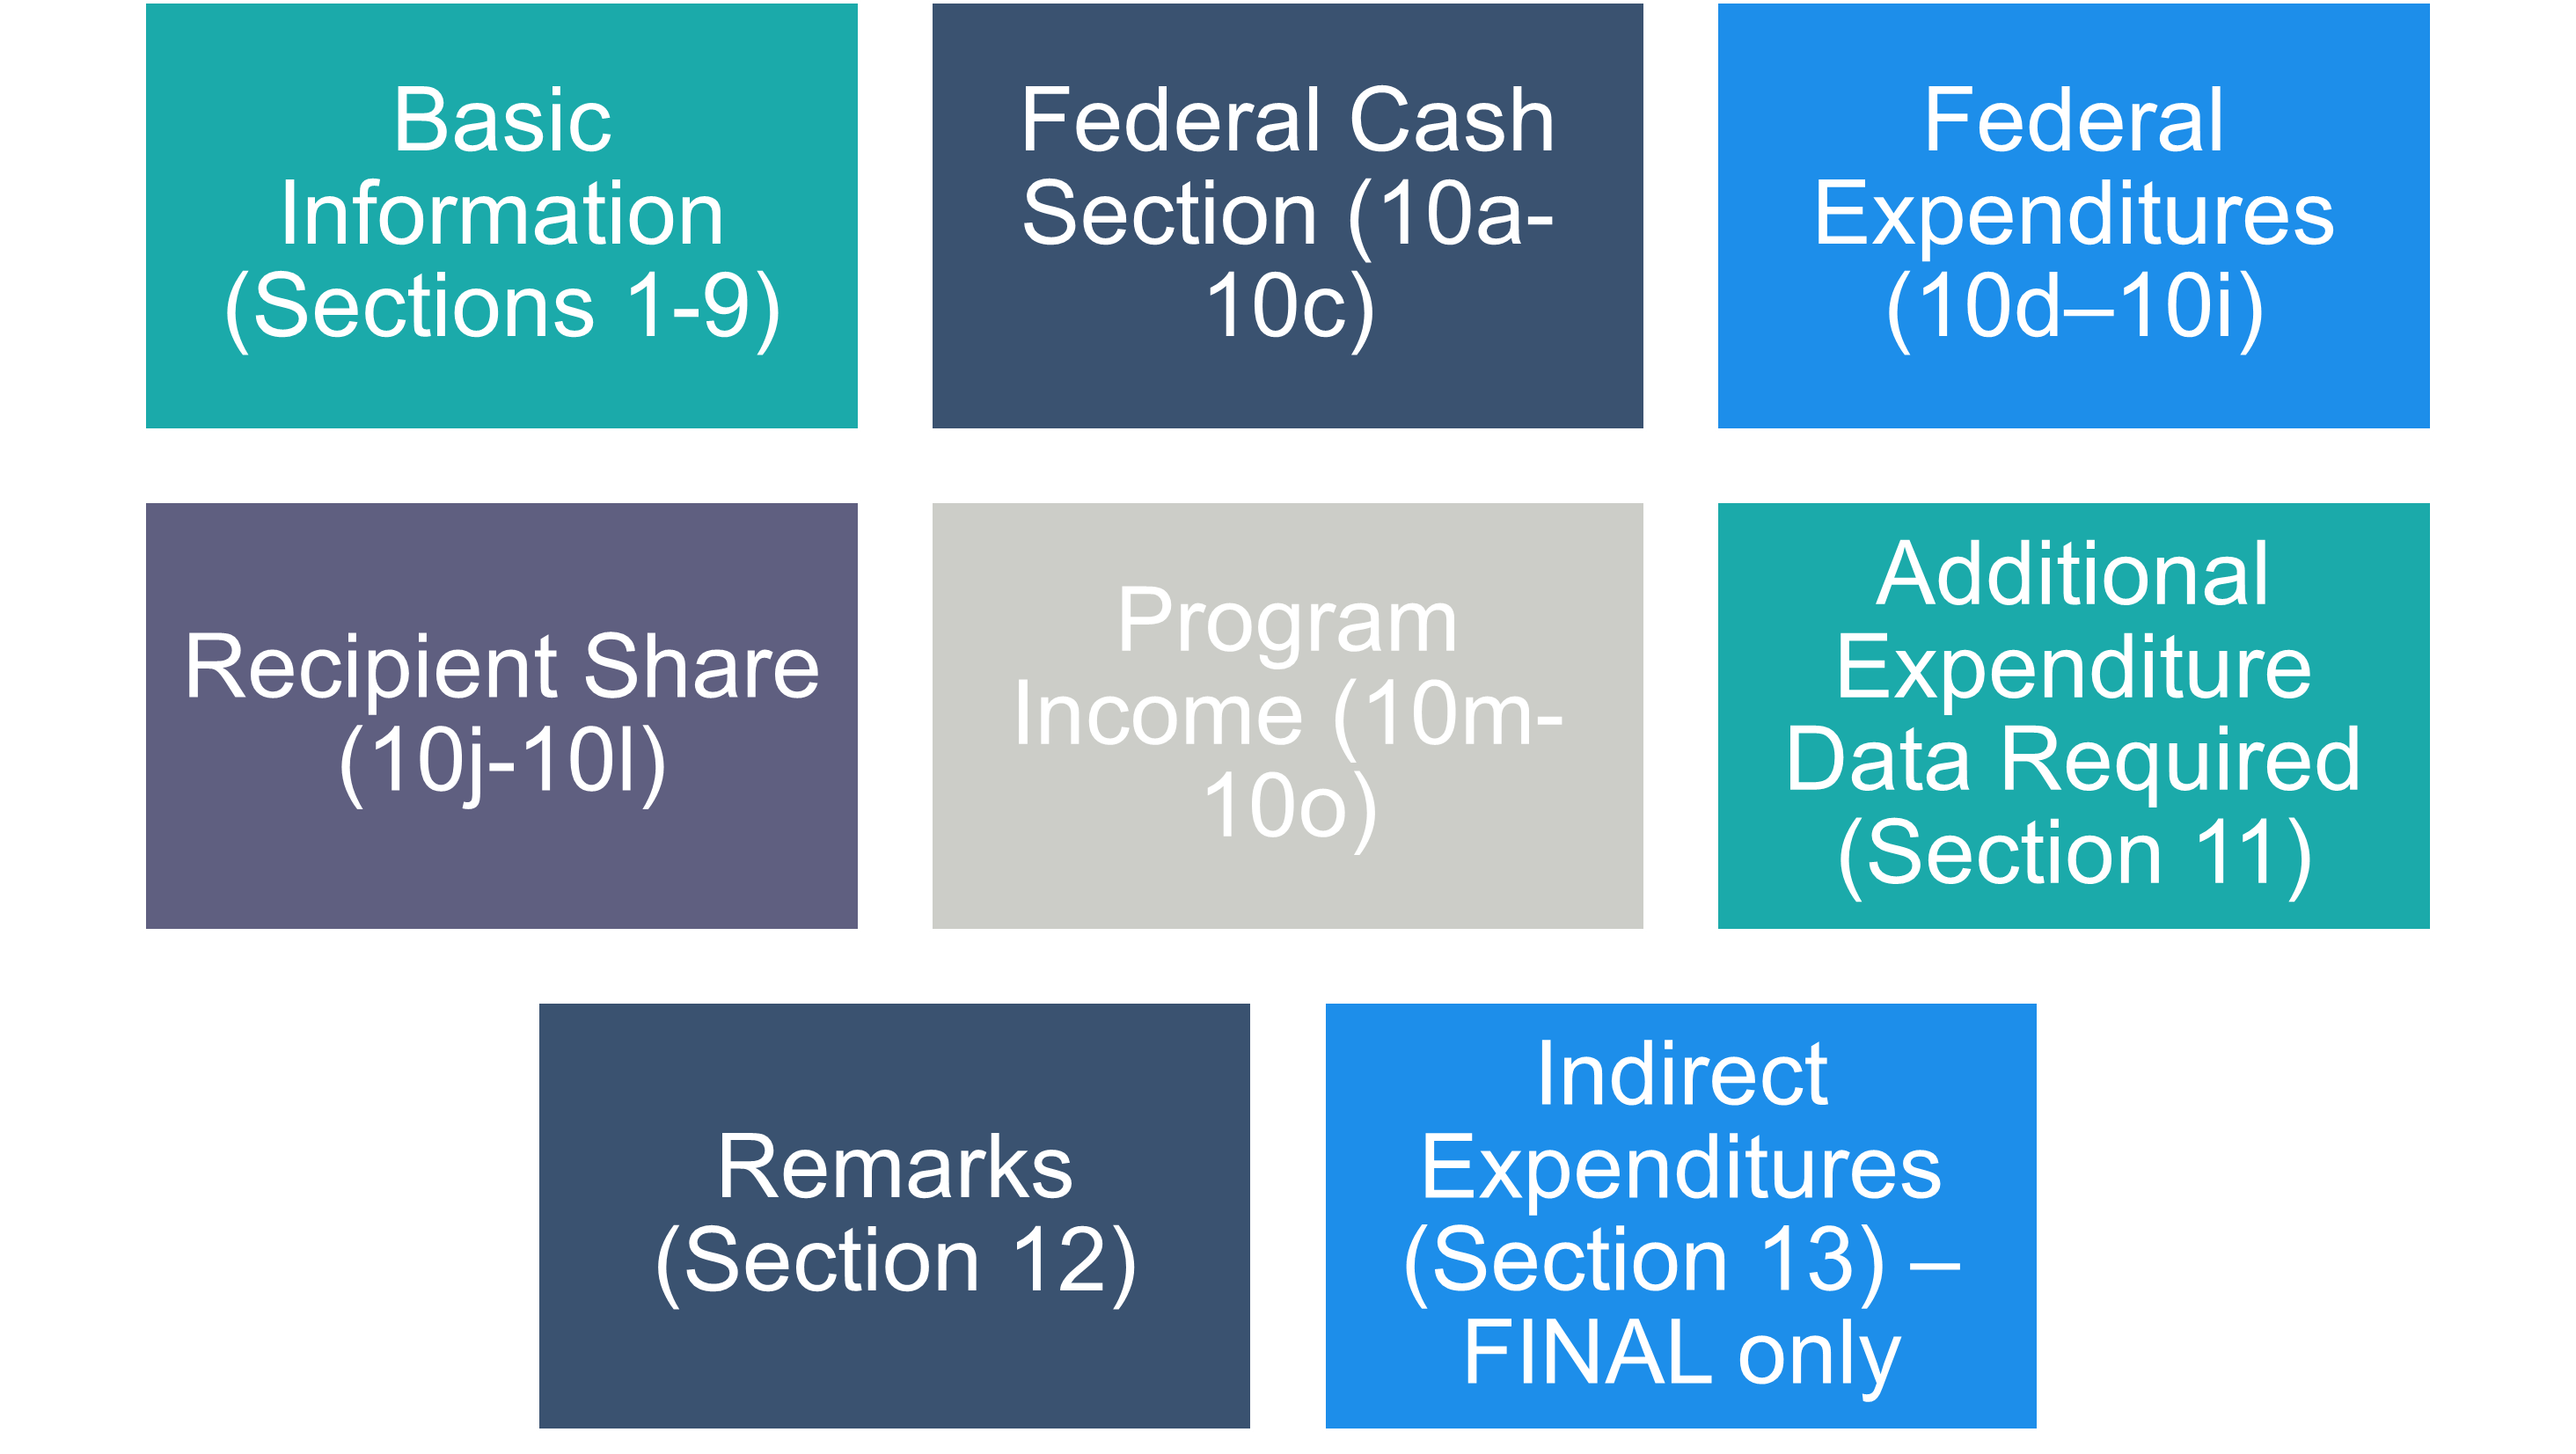 Basic
Information
(Sections 1-9)
Federal Cash
Section (10a-
10c)
Federal
Expenditures
(10d–10i)
Recipient Share
(10j-10l)
Program
Income (10m-
10o)
Additional
Expenditure
Data Required
(Section 11)
Remarks
(Section 12)
Indirect
Expenditures
(Section 13) –
FINAL only